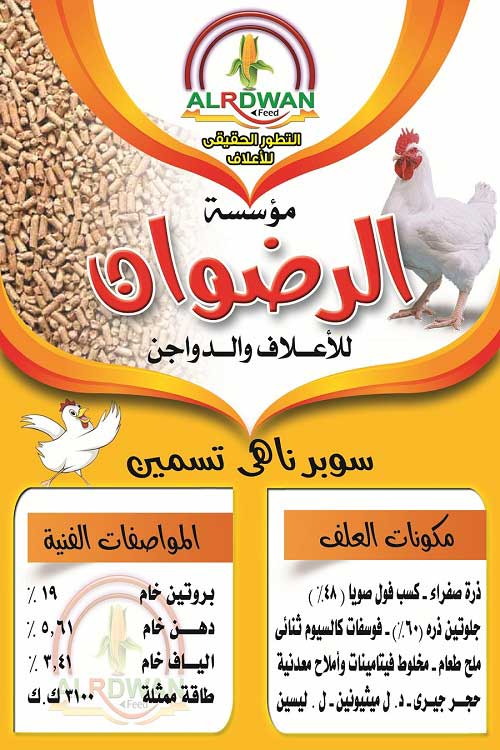 ALRDWAN
Feed
التطور الحقيقى
للأعلاف
مؤسسة
الرضوان
للأعلاف والدواجن
سوبر ناهى تسمين
مكونات العلف
ذرة صفراء ـ كسب فول صويا (٤٨٪)
جلوتين ذره (٦٠٪) ـ فوسفات كالسيوم ثنائى
ملح طعام ـ مخلوط فيتامينات وأملاح معدنية
حجر جيرى ـ د. ل ميثيونين ـ ل. ليسين
المواصفات الفنية
بروتين خام ١٩ ٪
دهن خام ٥,٦١ ٪
الياف خام ٣,٤١ ٪
طاقة ممثلة ٣١٠٠ ك.ك
ALRDWAN
Feed